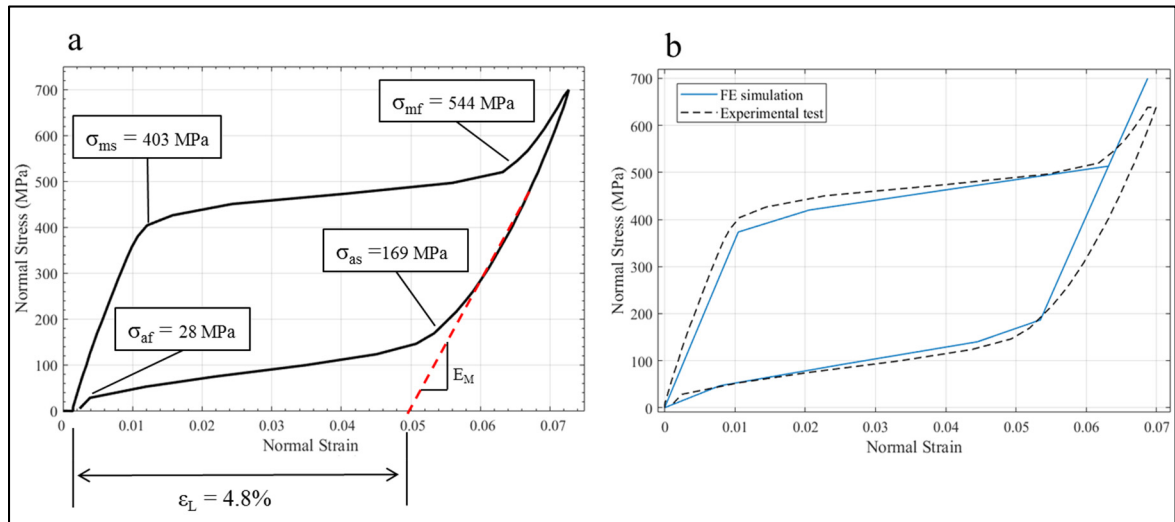 a
σms = 403 MPa
σmf = 544 MPa
σas =169 MPa
σaf = 28 MPa
EM
700
600
500
400
300
200
100
0
Normal Stress (MPa)
0 0.01 0.02 0.03 0.04 0.05 0.06 0.07
Normal Strain
εL = 4.8%
b
FE simulation
Experimental test
700
600
500
400
300
200
100
0
Normal Stress (MPa)
0 0.01 0.02 0.03 0.04 0.05 0.06 0.07
Normal Strain